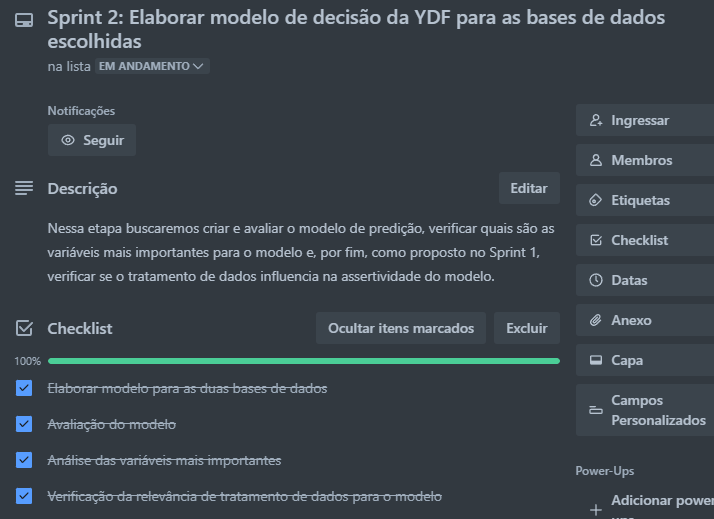 Sprint 2: Elaborar modelo de decisão da YDF para as bases de dados
escolhidas
na lista EM ANDAMENTO
Notificações
Seguir
Descrição
Editar
Nessa etapa buscaremos criar e avaliar o modelo de predição, verificar quais são as
variáveis mais importantes para o modelo e, por fim, como proposto no Sprint 1,
verificar se o tratamento de dados influencia na assertividade do modelo.
Checklist
Ocultar itens marcados
Excluir
100%
Elaborar modelo para as duas bases de dados
Avaliação do modelo
Análise das variáveis mais importantes
Verificação da relevância de tratamento de dados para o modelo
Ingressar
Membros
Etiquetas
Checklist
Datas
Anexo
Capa
Campos
Personalizados
Power-Ups
Adicionar power